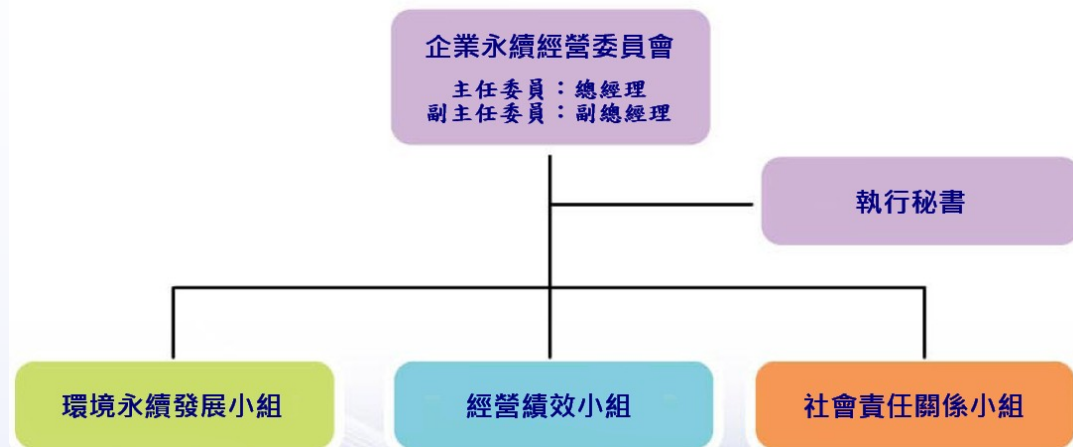 企業永續經營委員會
主任委員：總經理
副主任委員：副總經理
執行秘書
環境永續發展小組
經營績效小組
社會責任關係小組